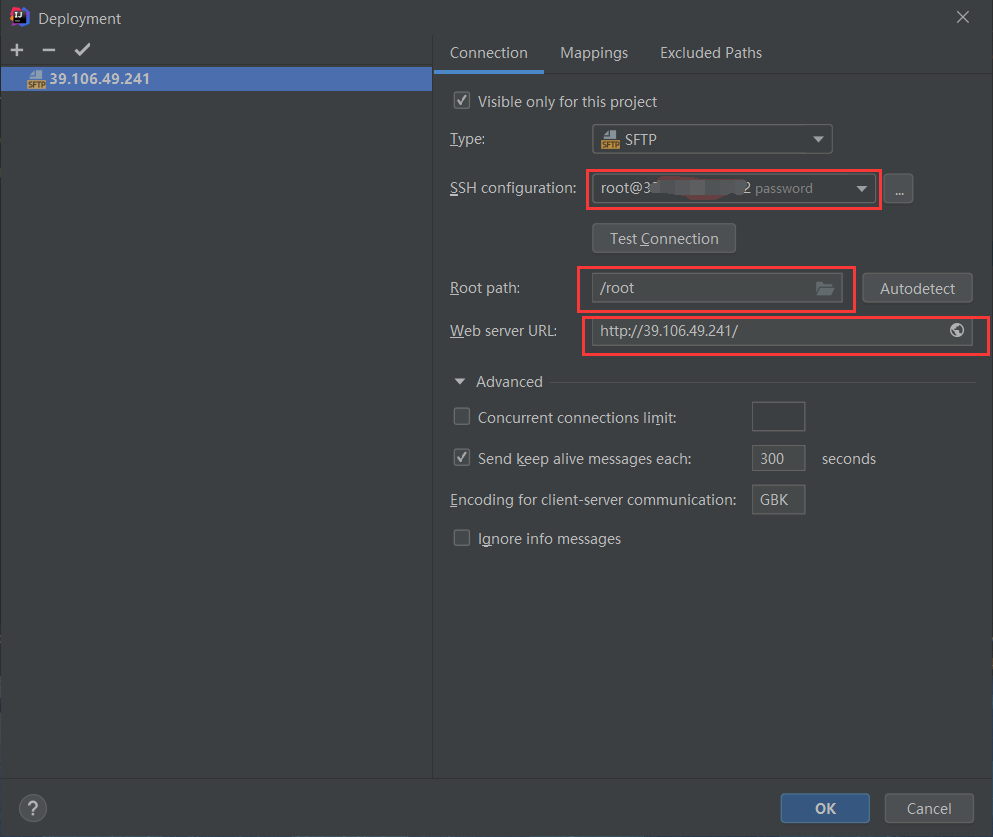 Deployment
39.106.49.241
Connection Mappings Excluded Paths
Visible only for this project
Type: SFTP
SSH configuration: root@3 2 password ...
Test Connection
Root path: /root Autodetect
Web server URL: http://39.106.49.241/
Advanced
Concurrent connections limit:
Send keep alive messages each: 300 seconds
Encoding for client-server communication: GBK
Ignore info messages
? OK Cancel